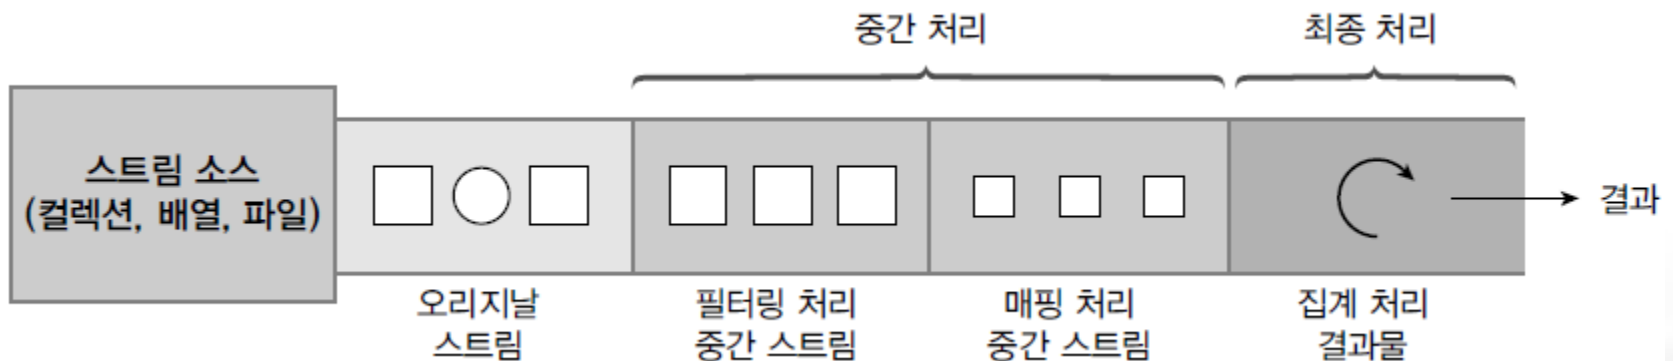 중간 처리
최종 처리
스트림 소스
(컬렉션, 배열, 파일)
결과
오리지날
스트림
필터링 처리
중간 스트림
매핑 처리
중간 스트림
집계 처리
결과물